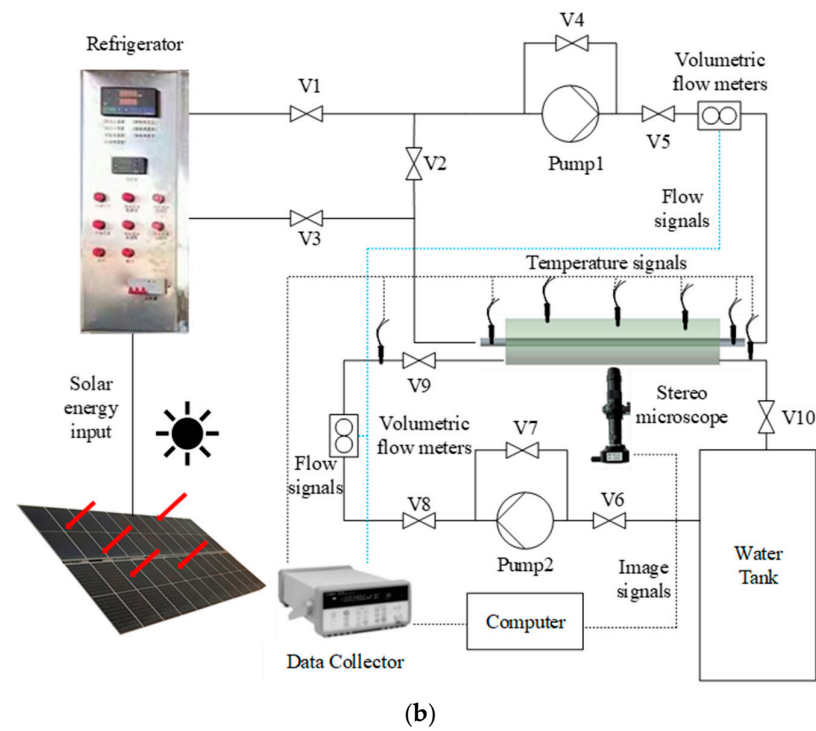 Refrigerator
V1
V4
Volumetric
flow meters
V2
V5
Pump1
V3
Flow
signals
Temperature signals
V9
Solar
energy
input
Stereo
microscope
V10
V7
Volumetric
flow meters
Flow
signals
V8
V6
Pump2
Image
signals
Water
Tank
Computer
Data Collector
(b)